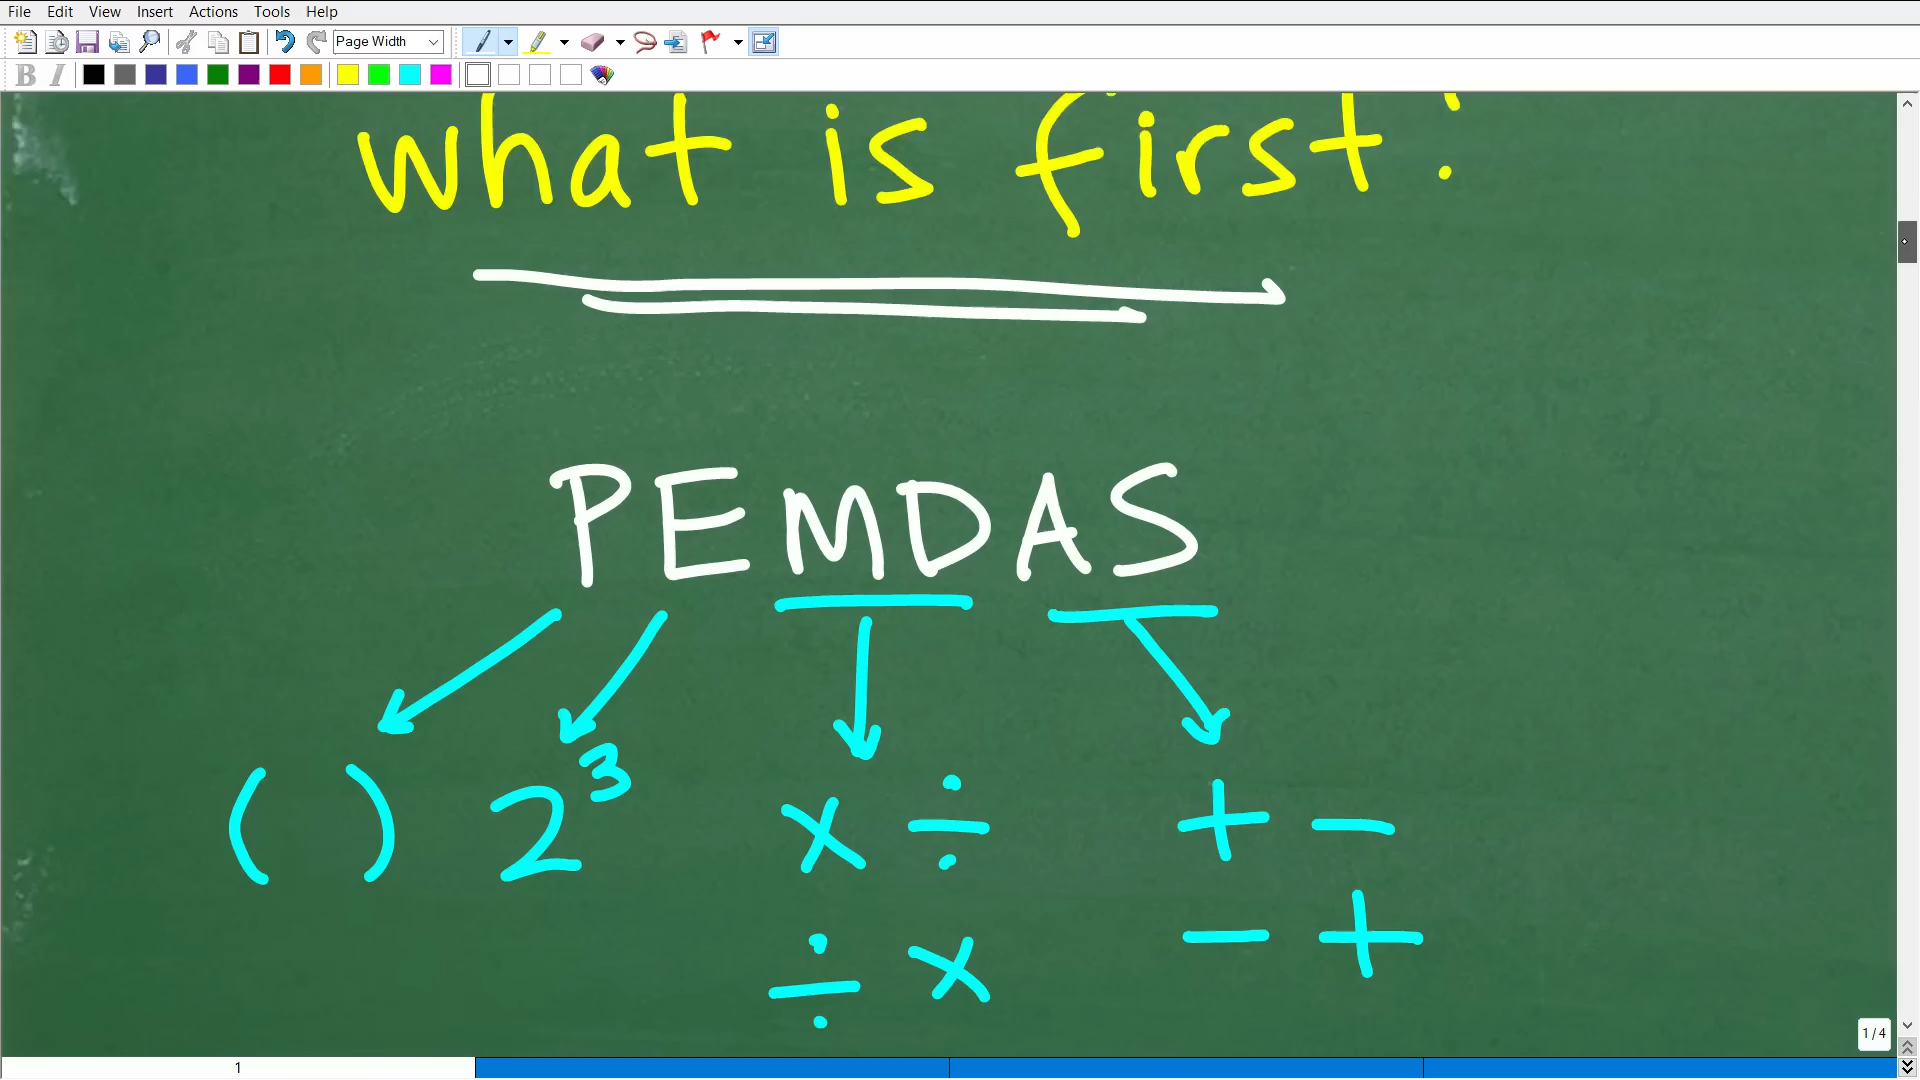 File Edit View Insert Actions Tools Help
Page Width
B I
what is first
PEMDAS
( ) 2³ × ÷ + −
÷ × − +
1 / 4
1